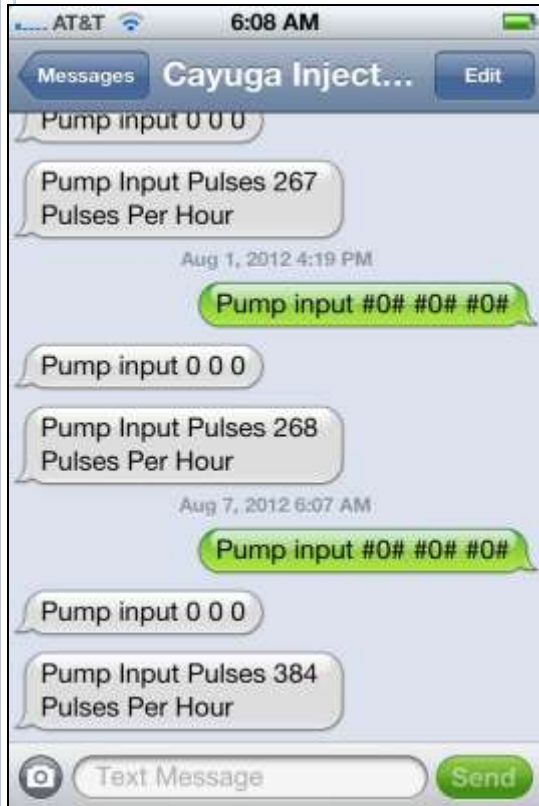 AT&T 6:08 AM
Messages Cayuga Inject... Edit
Pump input 0 0 0
Pump Input Pulses 267
Pulses Per Hour
Aug 1, 2012 4:19 PM
Pump input #0# #0# #0#
Pump input 0 0 0
Pump Input Pulses 268
Pulses Per Hour
Aug 7, 2012 6:07 AM
Pump input #0# #0# #0#
Pump input 0 0 0
Pump Input Pulses 384
Pulses Per Hour
Text Message Send